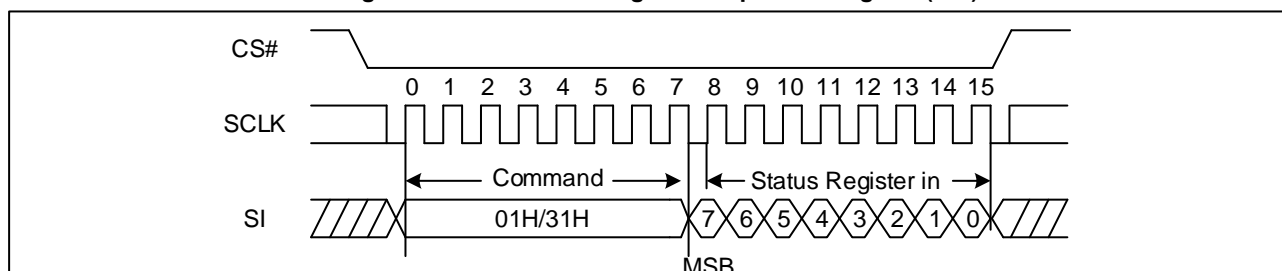 CS#
0 1 2 3 4 5 6 7 8 9 10 11 12 13 14 15
SCLK
Command Status Register in
SI 01H/31H 7 6 5 4 3 2 1 0
MSB